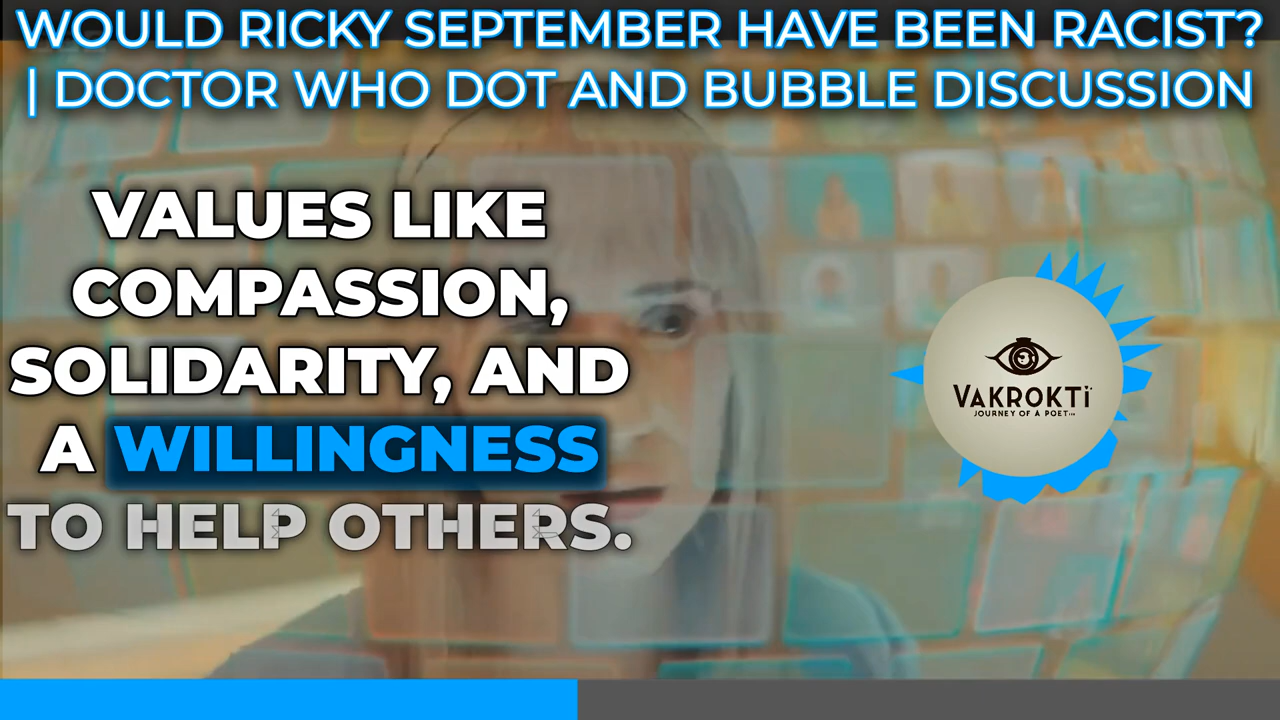 WOULD RICKY SEPTEMBER HAVE BEEN RACIST?
| DOCTOR WHO DOT AND BUBBLE DISCUSSION
VALUES LIKE
COMPASSION,
SOLIDARITY, AND
A WILLINGNESS
TO HELP OTHERS.
VAKROKTI
JOURNEY OF A POET